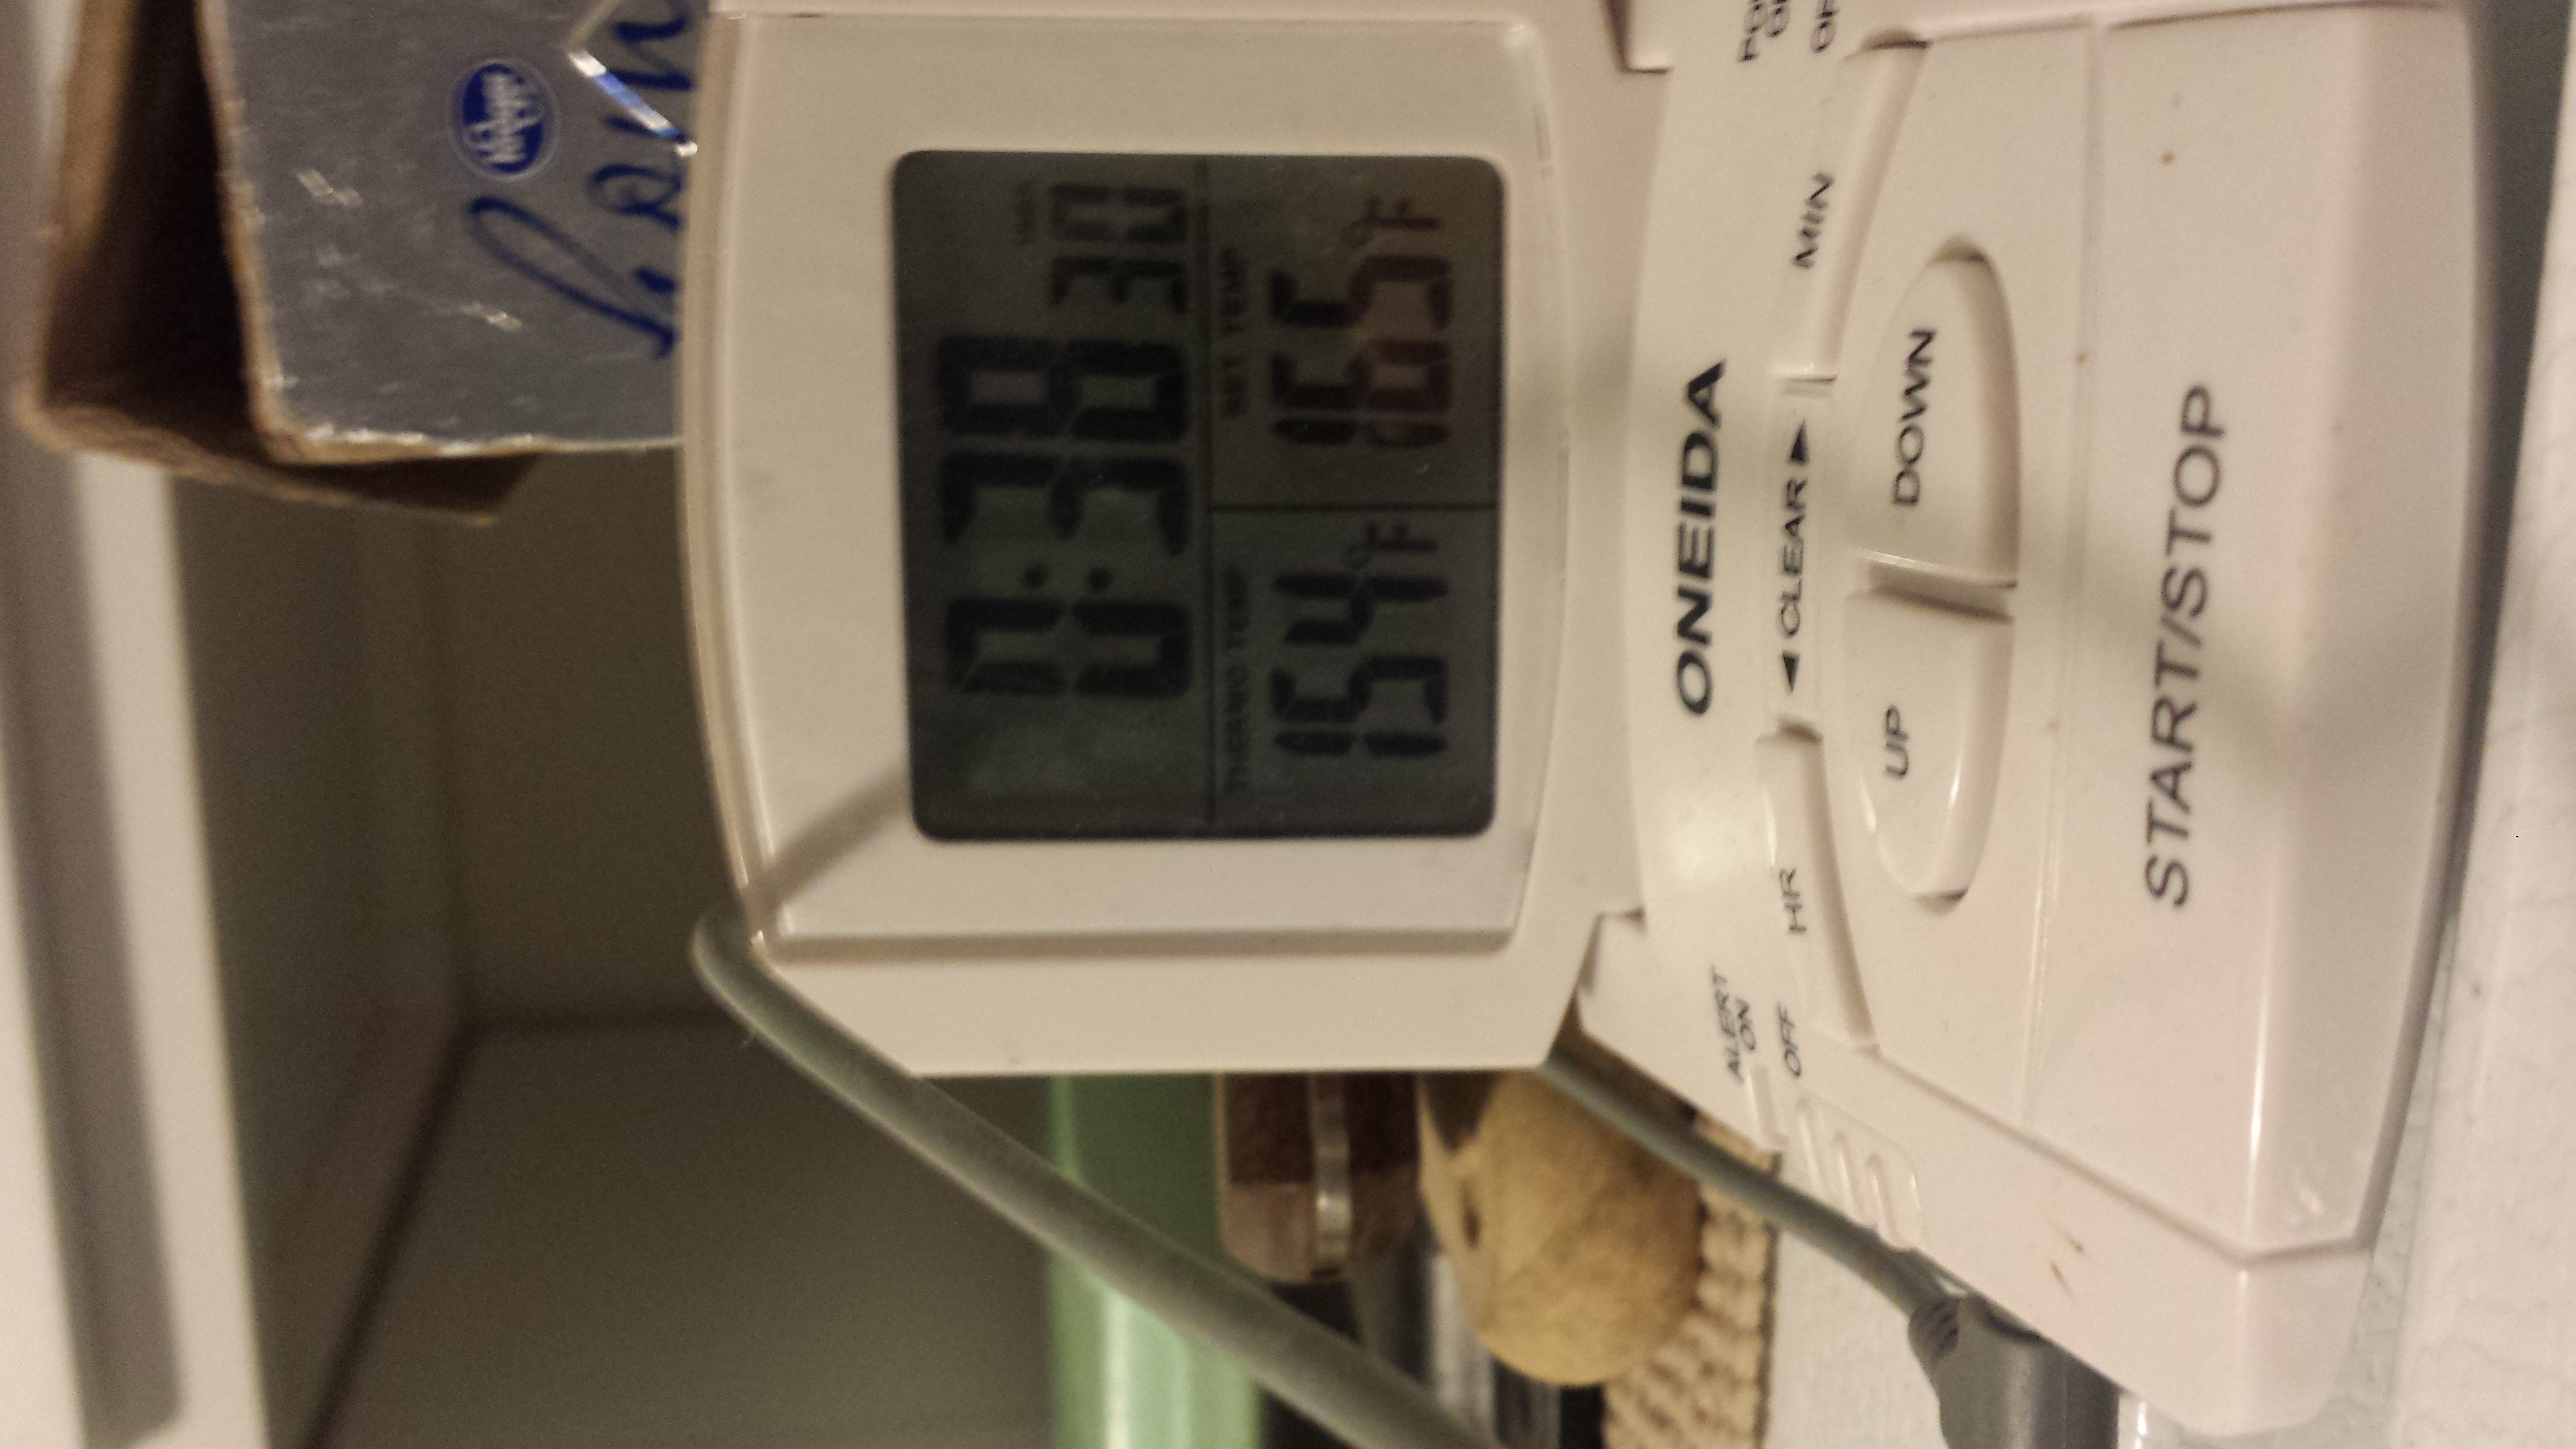 Kroger
0:38 30
THERMO TEMP SET TEMP
154°F 165°F
ONEIDA
ALERT
ON
OFF HR ◄ CLEAR ► MIN
UP DOWN
START/STOP